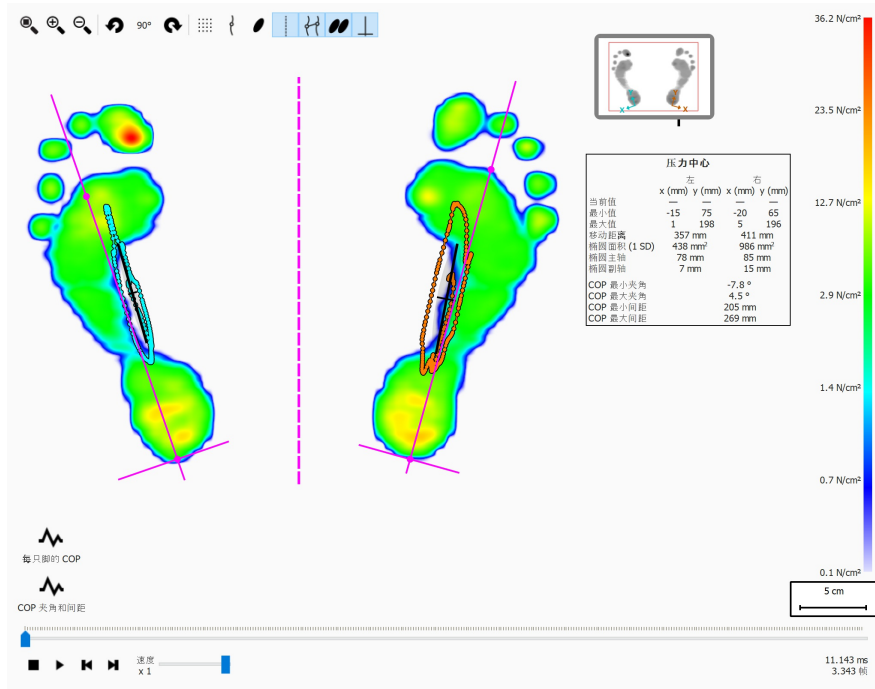 90°
36.2 N/cm²
23.5 N/cm²
12.7 N/cm²
2.9 N/cm²
1.4 N/cm²
0.7 N/cm²
0.1 N/cm²
X X
压力中心
左 右
x (mm) y (mm) x (mm) y (mm)
当前值 — — — —
最小值 -15 75 -20 65
最大值 1 198 5 196
移动距离 357 mm 411 mm
椭圆面积 (1 SD) 438 mm² 986 mm²
椭圆主轴 78 mm 85 mm
椭圆副轴 7 mm 15 mm
COP 最小夹角 -7.8 °
COP 最大夹角 4.5 °
COP 最小间距 205 mm
COP 最大间距 269 mm
每只脚的 COP
COP 夹角和间距
5 cm
速度
x 1
11.143 ms
3.343 帧